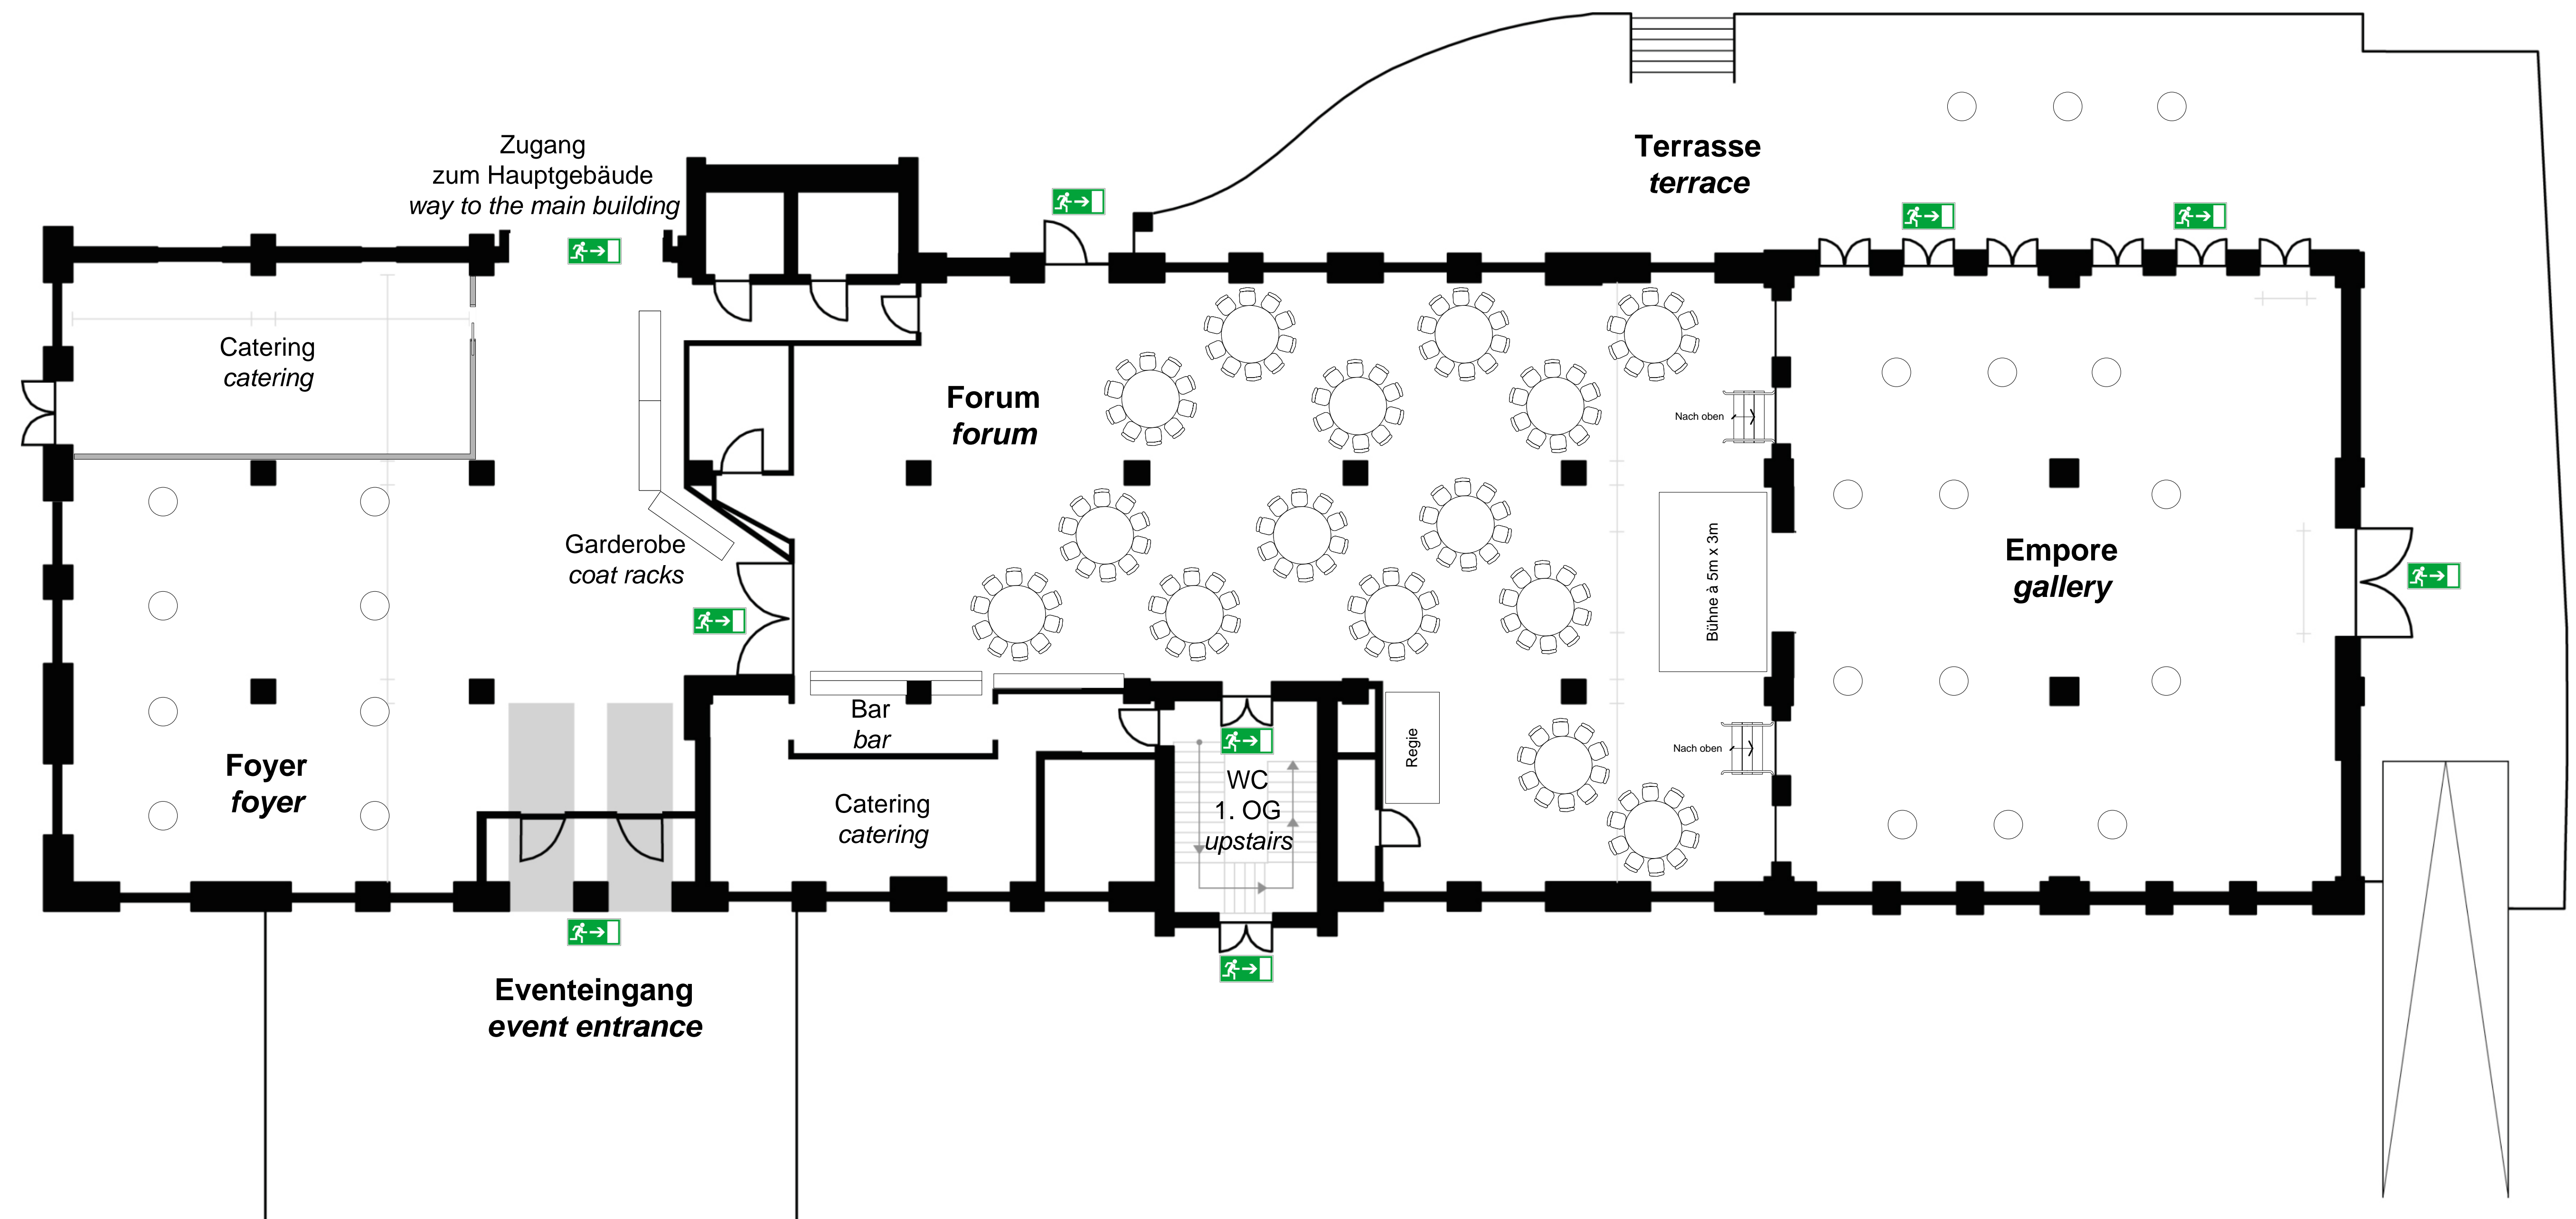 Zugang
zum Hauptgebäude
way to the main building
Terrasse
terrace
Catering
catering
Forum
forum
Nach oben
Garderobe
coat racks
Bühne à 5m x 3m
Empore
gallery
Foyer
foyer
Bar
bar
Catering
catering
WC
1. OG
upstairs
Regie
Nach oben
Eventeingang
event entrance